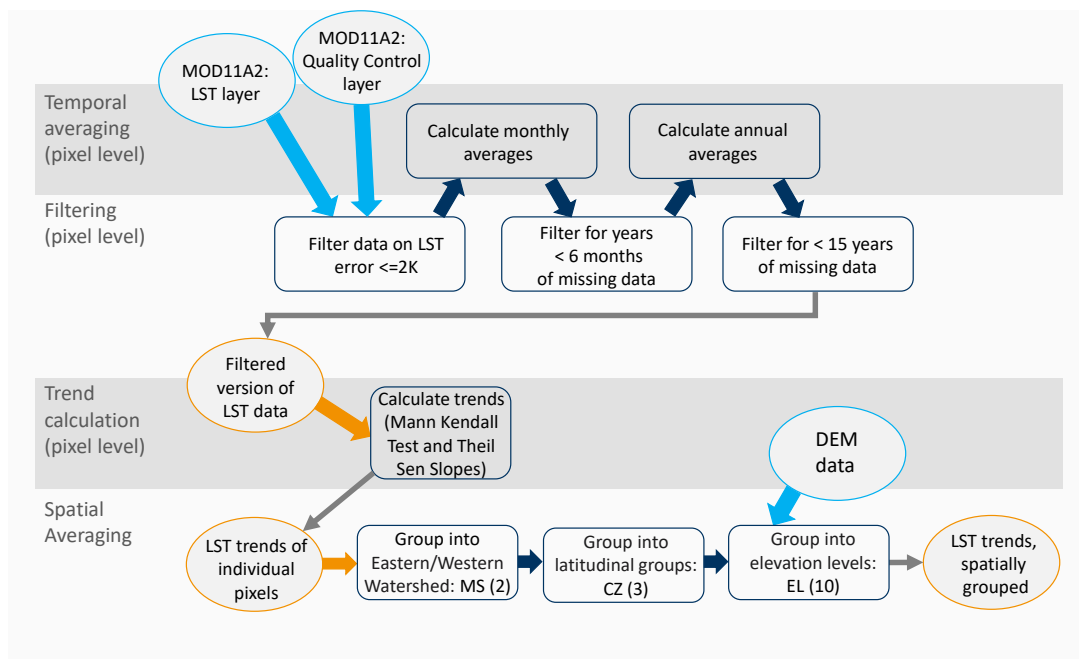 MOD11A2:
LST layer
MOD11A2:
Quality Control
layer
Temporal
averaging
(pixel level)
Calculate monthly
averages
Calculate annual
averages
Filtering
(pixel level)
Filter data on LST
error <=2K
Filter for years
< 6 months
of missing data
Filter for < 15 years
of missing data
Filtered
version of
LST data
Trend
calculation
(pixel level)
Calculate trends
(Mann Kendall
Test and Theil
Sen Slopes)
DEM
data
Spatial
Averaging
LST trends of
individual
pixels
Group into
Eastern/Western
Watershed: MS (2)
Group into
latitudinal groups:
CZ (3)
Group into
elevation levels:
EL (10)
LST trends,
spatially
grouped